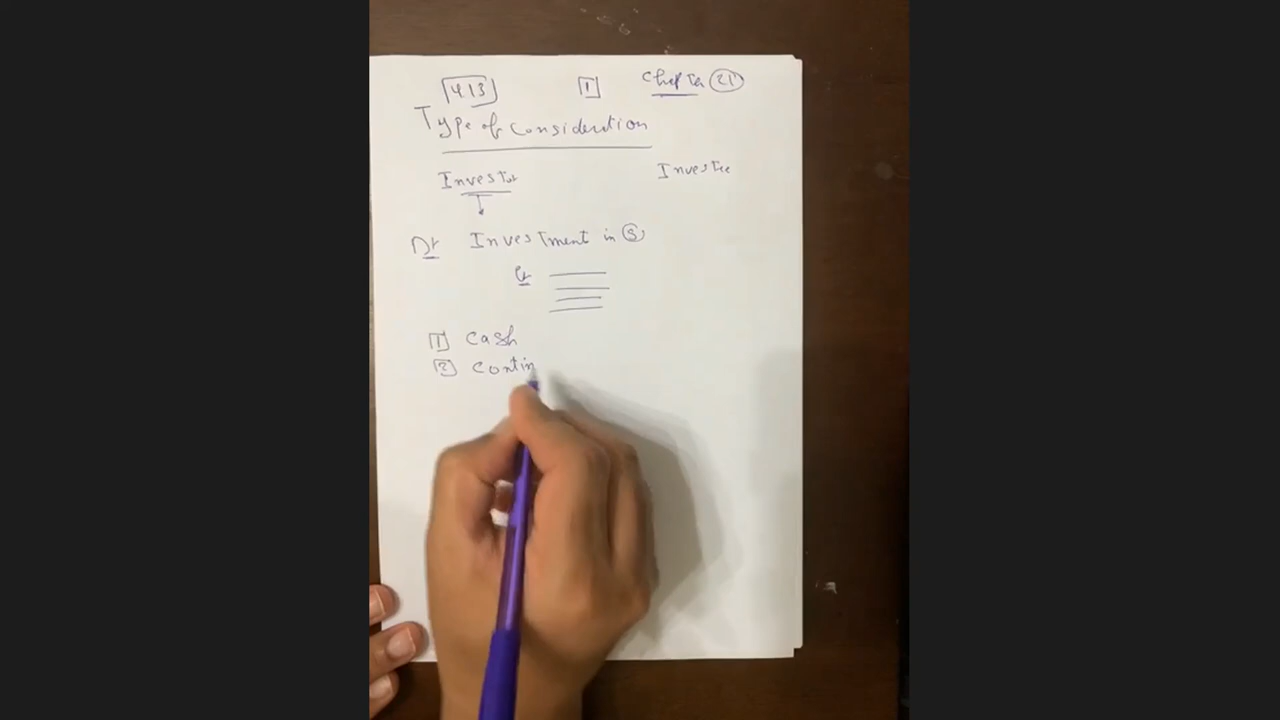 4.13 1 Chapter 21
Type of Consideration
Investor Investee
Dr Investment in S
Cr
1 Cash
2 Contin